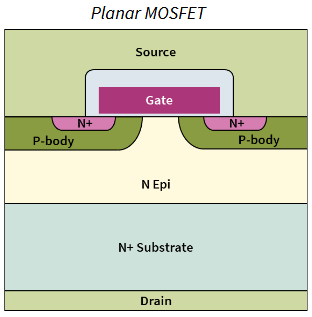 Planar MOSFET
Source
Gate
N+
N+
P-body
P-body
N Epi
N+ Substrate
Drain